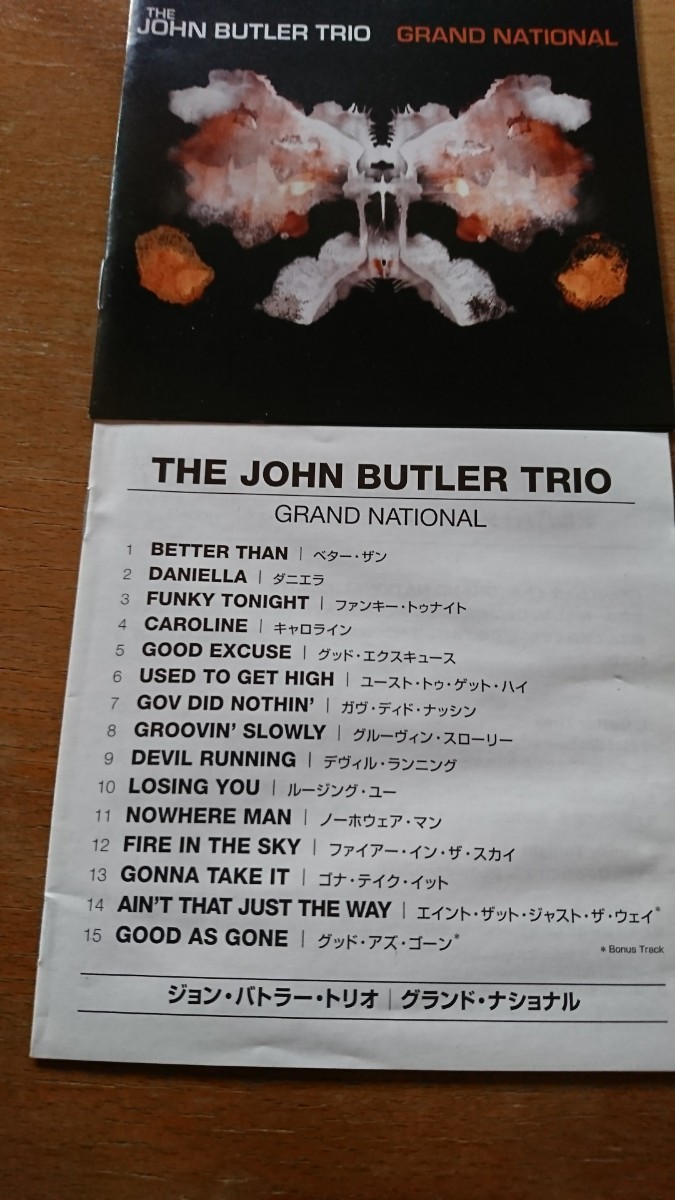 THE
JOHN BUTLER TRIO GRAND NATIONAL
THE JOHN BUTLER TRIO
GRAND NATIONAL
1 BETTER THAN | ベター・ザン
2 DANIELLA | ダニエラ
3 FUNKY TONIGHT | ファンキー・トゥナイト
4 CAROLINE | キャロライン
5 GOOD EXCUSE | グッド・エクスキュース
6 USED TO GET HIGH | ユースト・トゥ・ゲット・ハイ
7 GOV DID NOTHIN' | ガヴ・ディド・ナッシン
8 GROOVIN' SLOWLY | グルーヴィン・スローリー
9 DEVIL RUNNING | デヴィル・ランニング
10 LOSING YOU | ルージング・ユー
11 NOWHERE MAN | ノーホウェア・マン
12 FIRE IN THE SKY | ファイアー・イン・ザ・スカイ
13 GONNA TAKE IT | ゴナ・テイク・イット
14 AIN'T THAT JUST THE WAY | エイント・ザット・ジャスト・ザ・ウェイ*
15 GOOD AS GONE | グッド・アズ・ゴーン*
* Bonus Track
ジョン・バトラー・トリオ | グランド・ナショナル